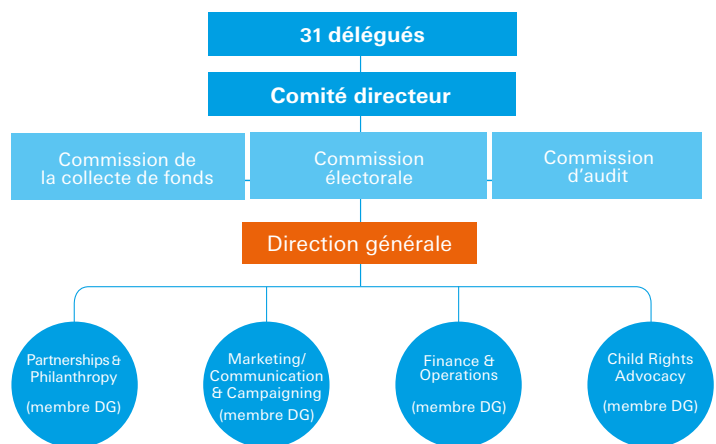 31 délégués
Comité directeur
Commission de
la collecte de fonds
Commission
électorale
Commission
d'audit
Direction générale
Partnerships &
Philanthropy
(membre DG)
Marketing/
Communication
& Campaigning
(membre DG)
Finance &
Operations
(membre DG)
Child Rights
Advocacy
(membre DG)